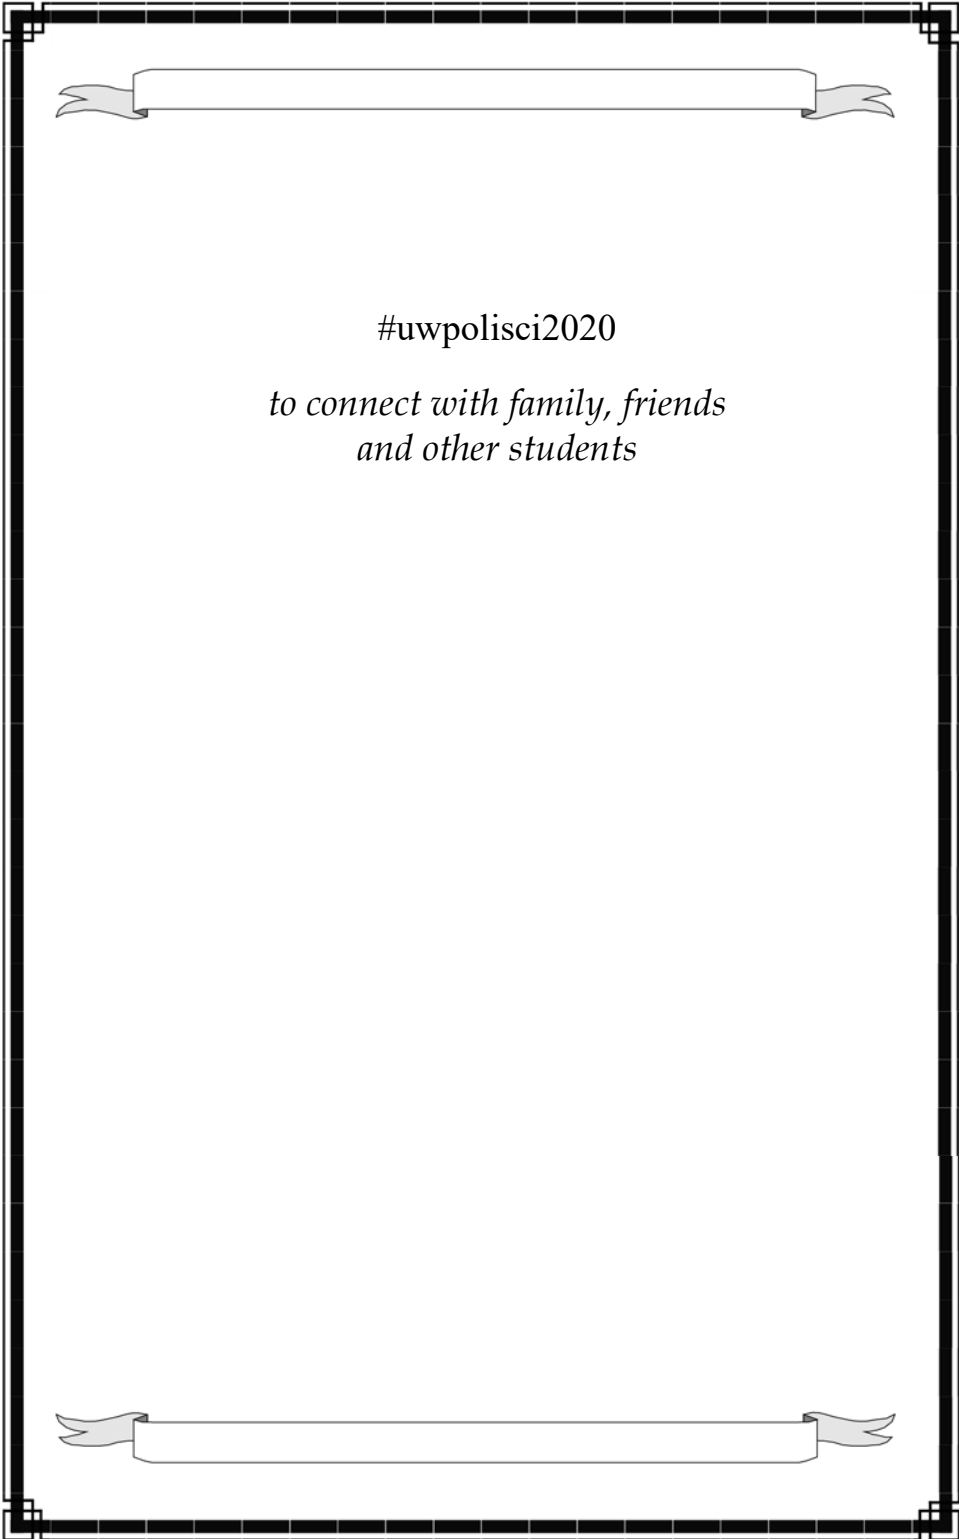 #uwpolisci2020
to connect with family, friends
and other students